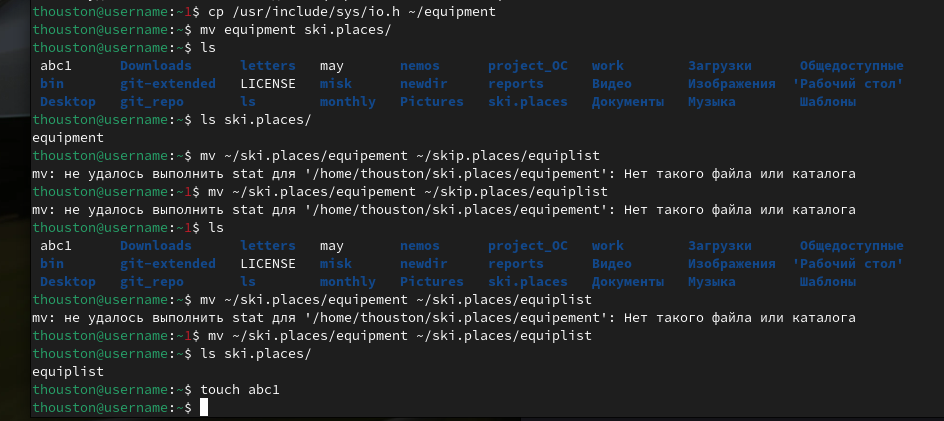 thouston@username:~1$ cp /usr/include/sys/io.h ~/equipment
thouston@username:~$ mv equipment ski.places/
thouston@username:~$ ls
abc1 Downloads letters may nemos project_OC work Загрузки Общедоступные
bin git-extended LICENSE misk newdir reports Видео Изображения 'Рабочий стол'
Desktop git_repo ls monthly Pictures ski.places Документы Музыка Шаблоны
thouston@username:~$ ls ski.places/
equipment
thouston@username:~$ mv ~/ski.places/equipement ~/skip.places/equiplist
mv: не удалось выполнить stat для '/home/thouston/ski.places/equipement': Нет такого файла или каталога
thouston@username:~1$ mv ~/ski.places/equipement ~/skip.places/equiplist
mv: не удалось выполнить stat для '/home/thouston/ski.places/equipement': Нет такого файла или каталога
thouston@username:~1$ ls
abc1 Downloads letters may nemos project_OC work Загрузки Общедоступные
bin git-extended LICENSE misk newdir reports Видео Изображения 'Рабочий стол'
Desktop git_repo ls monthly Pictures ski.places Документы Музыка Шаблоны
thouston@username:~$ mv ~/ski.places/equipement ~/ski.places/equiplist
mv: не удалось выполнить stat для '/home/thouston/ski.places/equipement': Нет такого файла или каталога
thouston@username:~1$ mv ~/ski.places/equipment ~/ski.places/equiplist
thouston@username:~$ ls ski.places/
equiplist
thouston@username:~$ touch abc1
thouston@username:~$